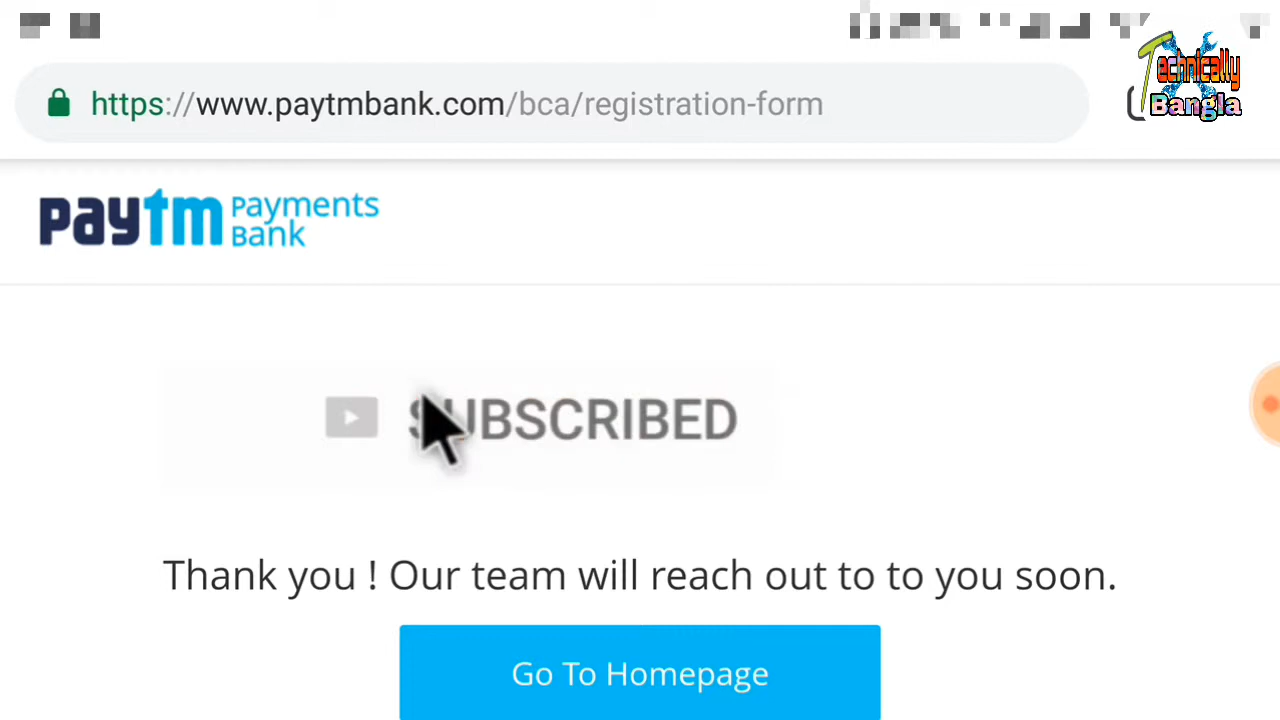 Technically
Bangla
https://www.paytmbank.com/bca/registration-form
paytm Payments
Bank
SUBSCRIBED
Thank you ! Our team will reach out to to you soon.
Go To Homepage